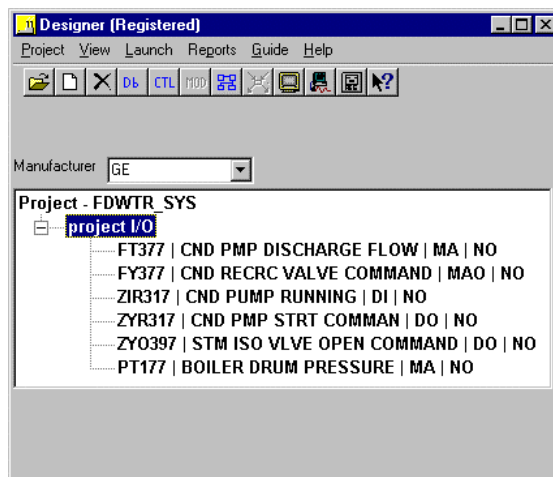 Designer (Registered)
Project View Launch Reports Guide Help
Db CTL MOD
Manufacturer GE
Project - FDWTR_SYS
project I/O
FT377 | CND PMP DISCHARGE FLOW | MA | NO
FY377 | CND RECRC VALVE COMMAND | MAO | NO
ZIR317 | CND PUMP RUNNING | DI | NO
ZYR317 | CND PMP STRT COMMAN | DO | NO
ZYO397 | STM ISO VLVE OPEN COMMAND | DO | NO
PT177 | BOILER DRUM PRESSURE | MA | NO